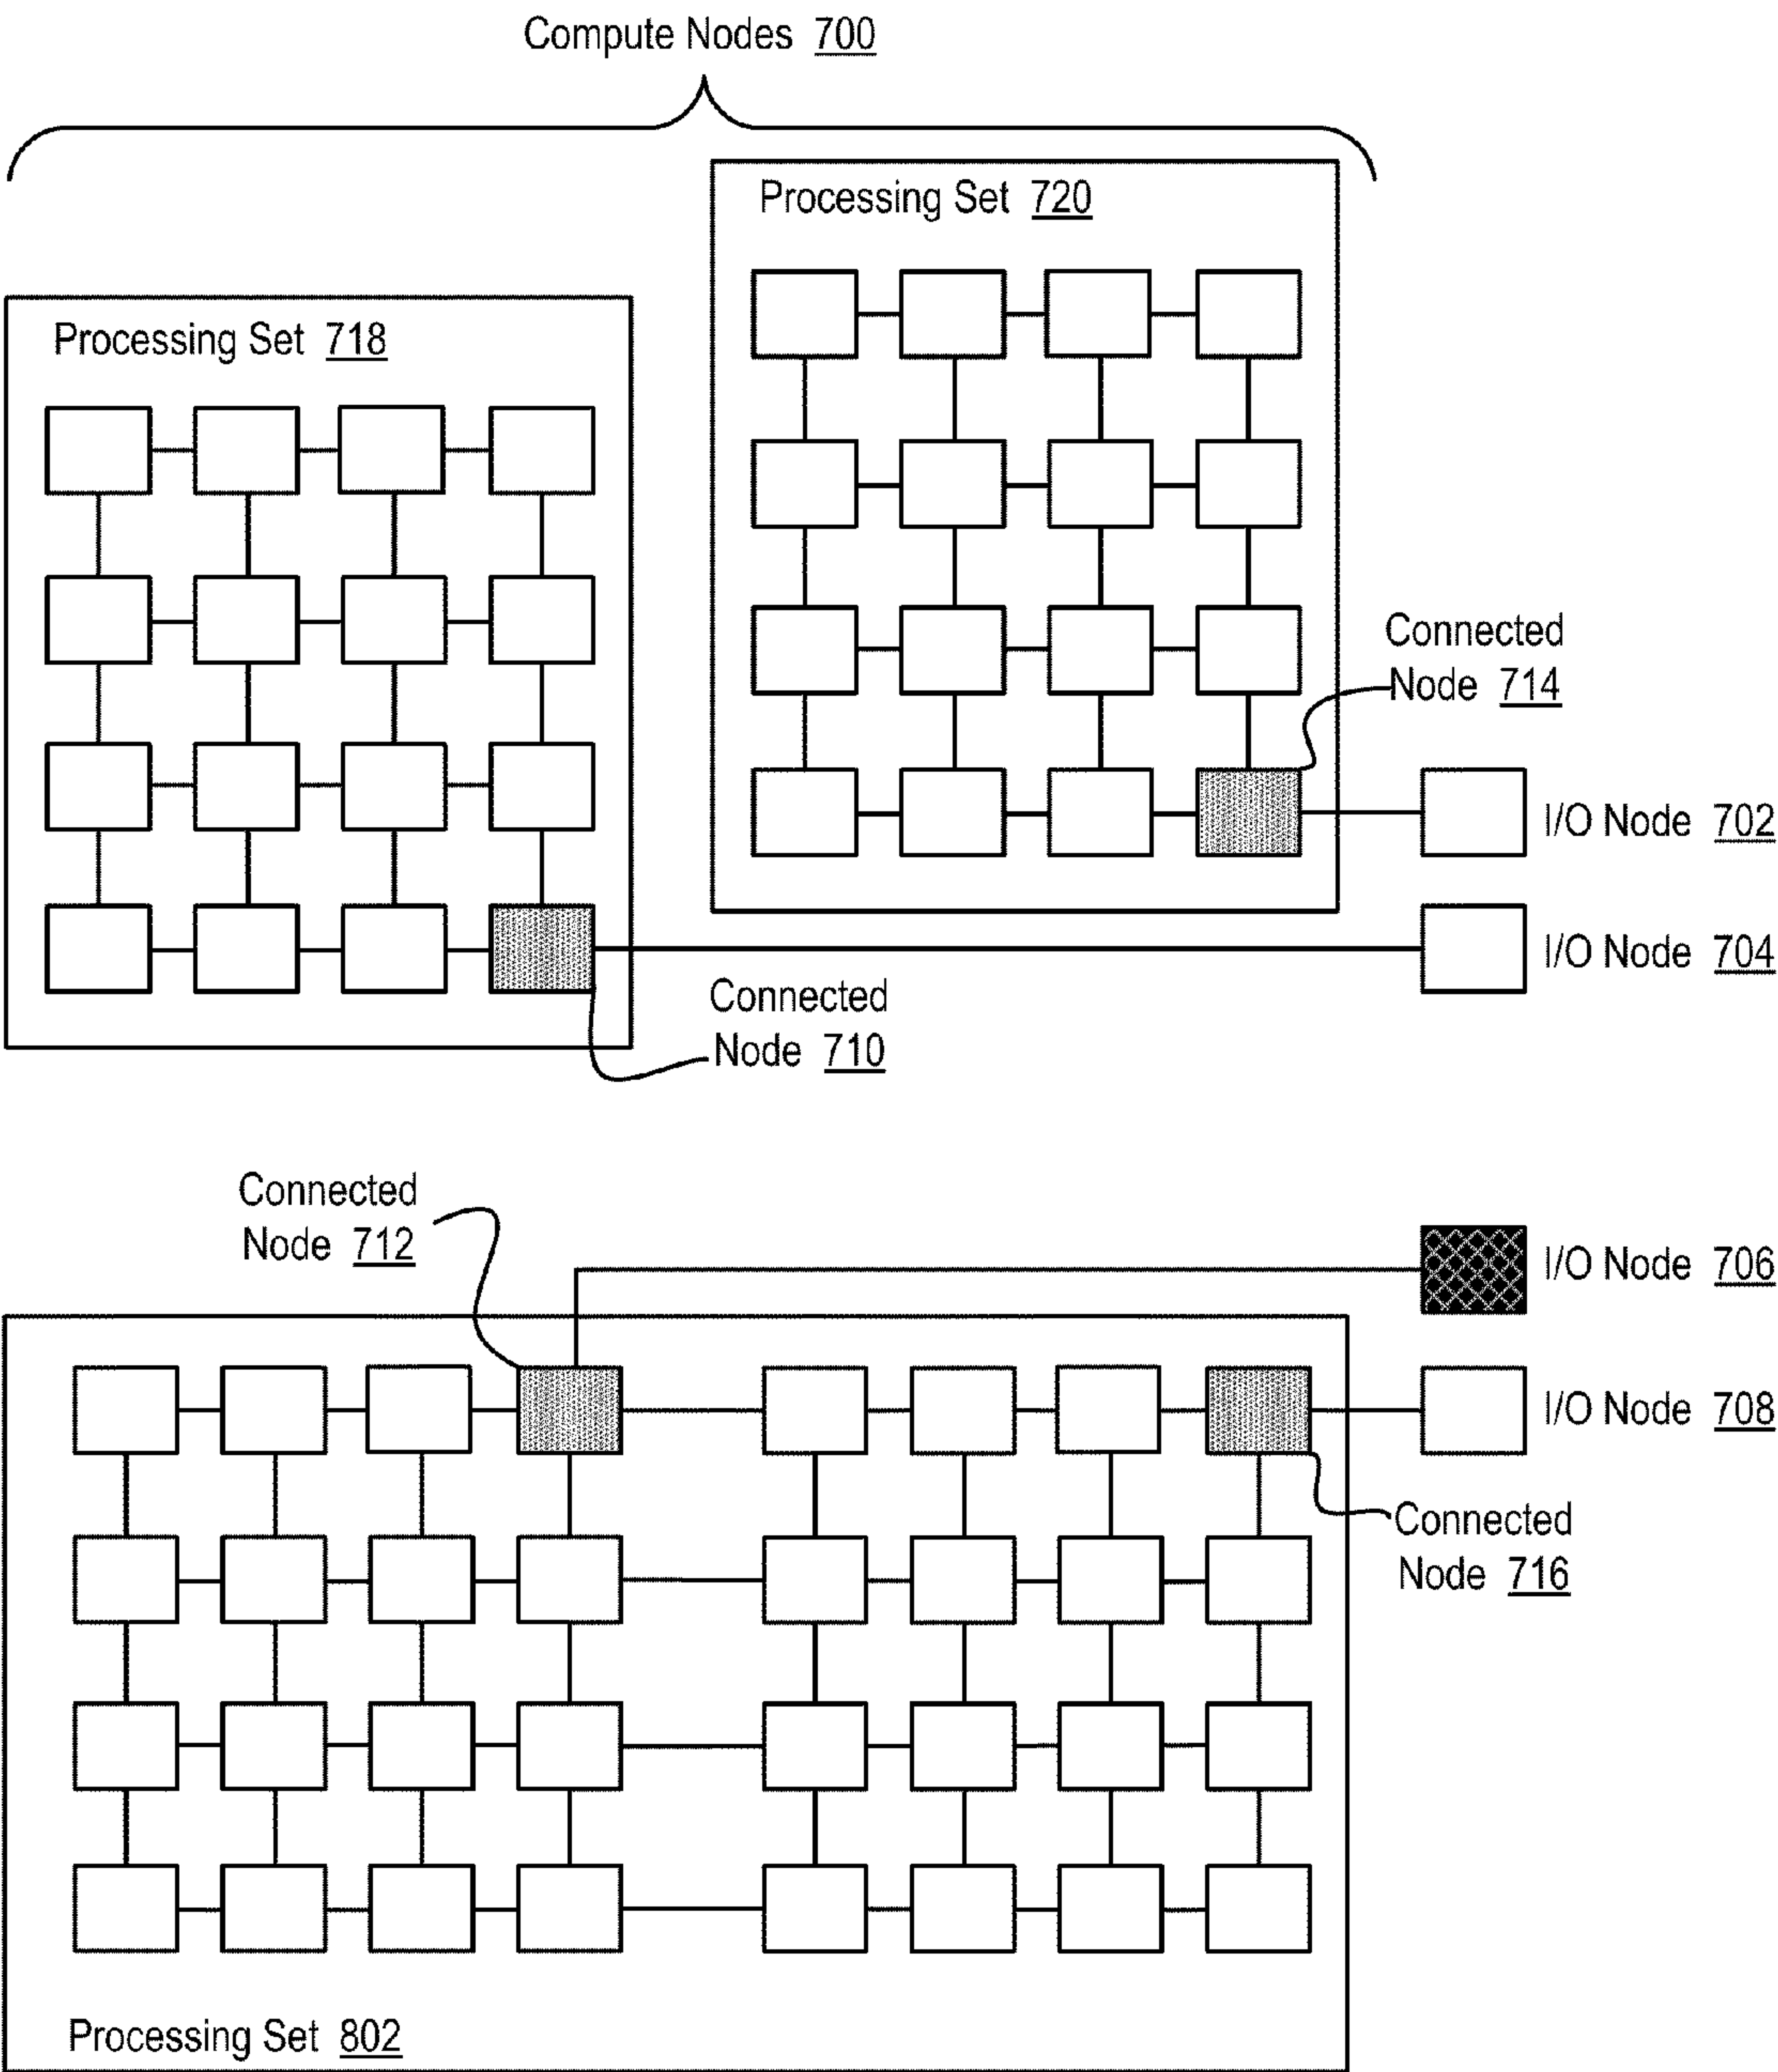 Compute Nodes 700
Processing Set 720
Processing Set 718
Connected
Node 714
I/O Node 702
I/O Node 704
Connected
Node 710
Connected
Node 712
I/O Node 706
I/O Node 708
Connected
Node 716
Processing Set 802